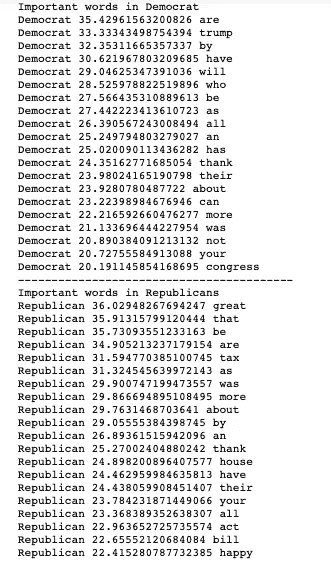 Important words in Democrat
Democrat 35.42961563200826 are
Democrat 33.33343498754394 trump
Democrat 32.35311665357337 by
Democrat 30.621967803209685 have
Democrat 29.04625347391036 will
Democrat 28.525978822519896 who
Democrat 27.566435310889613 be
Democrat 27.442223413610723 as
Democrat 26.390567243008494 all
Democrat 25.249794803279027 an
Democrat 25.020090113436282 has
Democrat 24.35162771685054 thank
Democrat 23.98024165190798 their
Democrat 23.9280780487722 about
Democrat 23.22398984676946 can
Democrat 22.216592660476277 more
Democrat 21.133696444227954 was
Democrat 20.890384091213132 not
Democrat 20.72755584913088 your
Democrat 20.191145854168695 congress
-----------------------------------------
Important words in Republicans
Republican 36.02948267694247 great
Republican 35.91315799120444 that
Republican 35.73093551233163 be
Republican 34.905213237179154 are
Republican 31.594770385100745 tax
Republican 31.324545639972143 as
Republican 29.900747199473557 was
Republican 29.866694895108495 more
Republican 29.7631468703641 about
Republican 29.05555384398745 by
Republican 26.89361515942096 an
Republican 25.27002404880242 thank
Republican 24.898200896407577 house
Republican 24.462959984635813 have
Republican 24.438059908451407 their
Republican 23.784231871449066 your
Republican 23.368389352638307 all
Republican 22.963652725735574 act
Republican 22.65552120684084 bill
Republican 22.415280787732385 happy